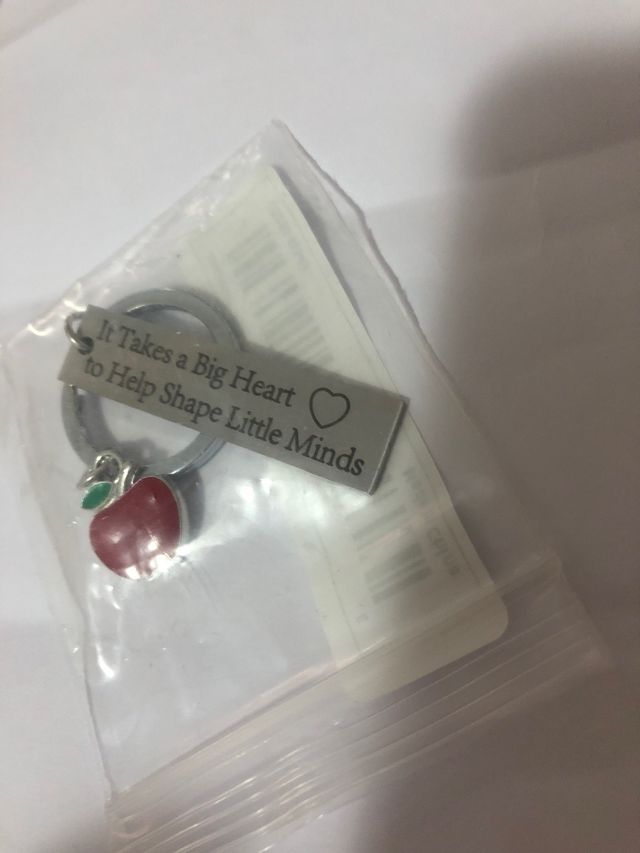 It Takes a Big Heart
to Help Shape Little Minds